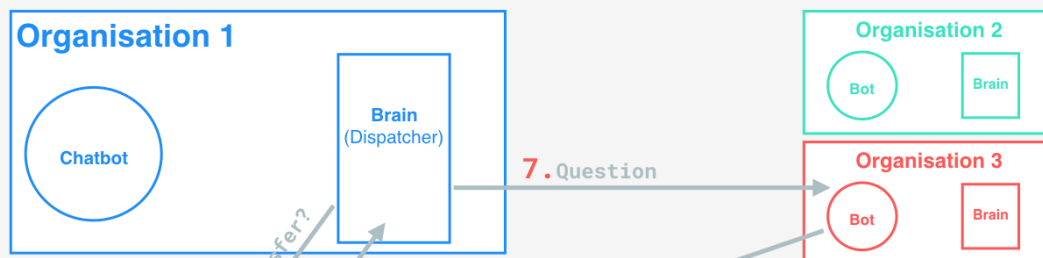 Organisation 1
Chatbot
Brain
(Dispatcher)
7. Question
Organisation 2
Bot
Brain
Organisation 3
Bot
Brain